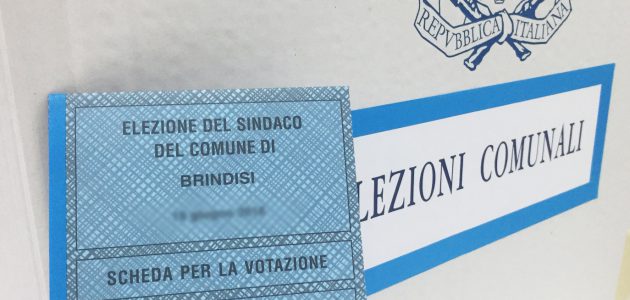 REPVBBLICA ITALIANA
ELEZIONE DEL SINDACO
DEL COMUNE DI
BRINDISI
SCHEDA PER LA VOTAZIONE
LEZIONI COMUNALI